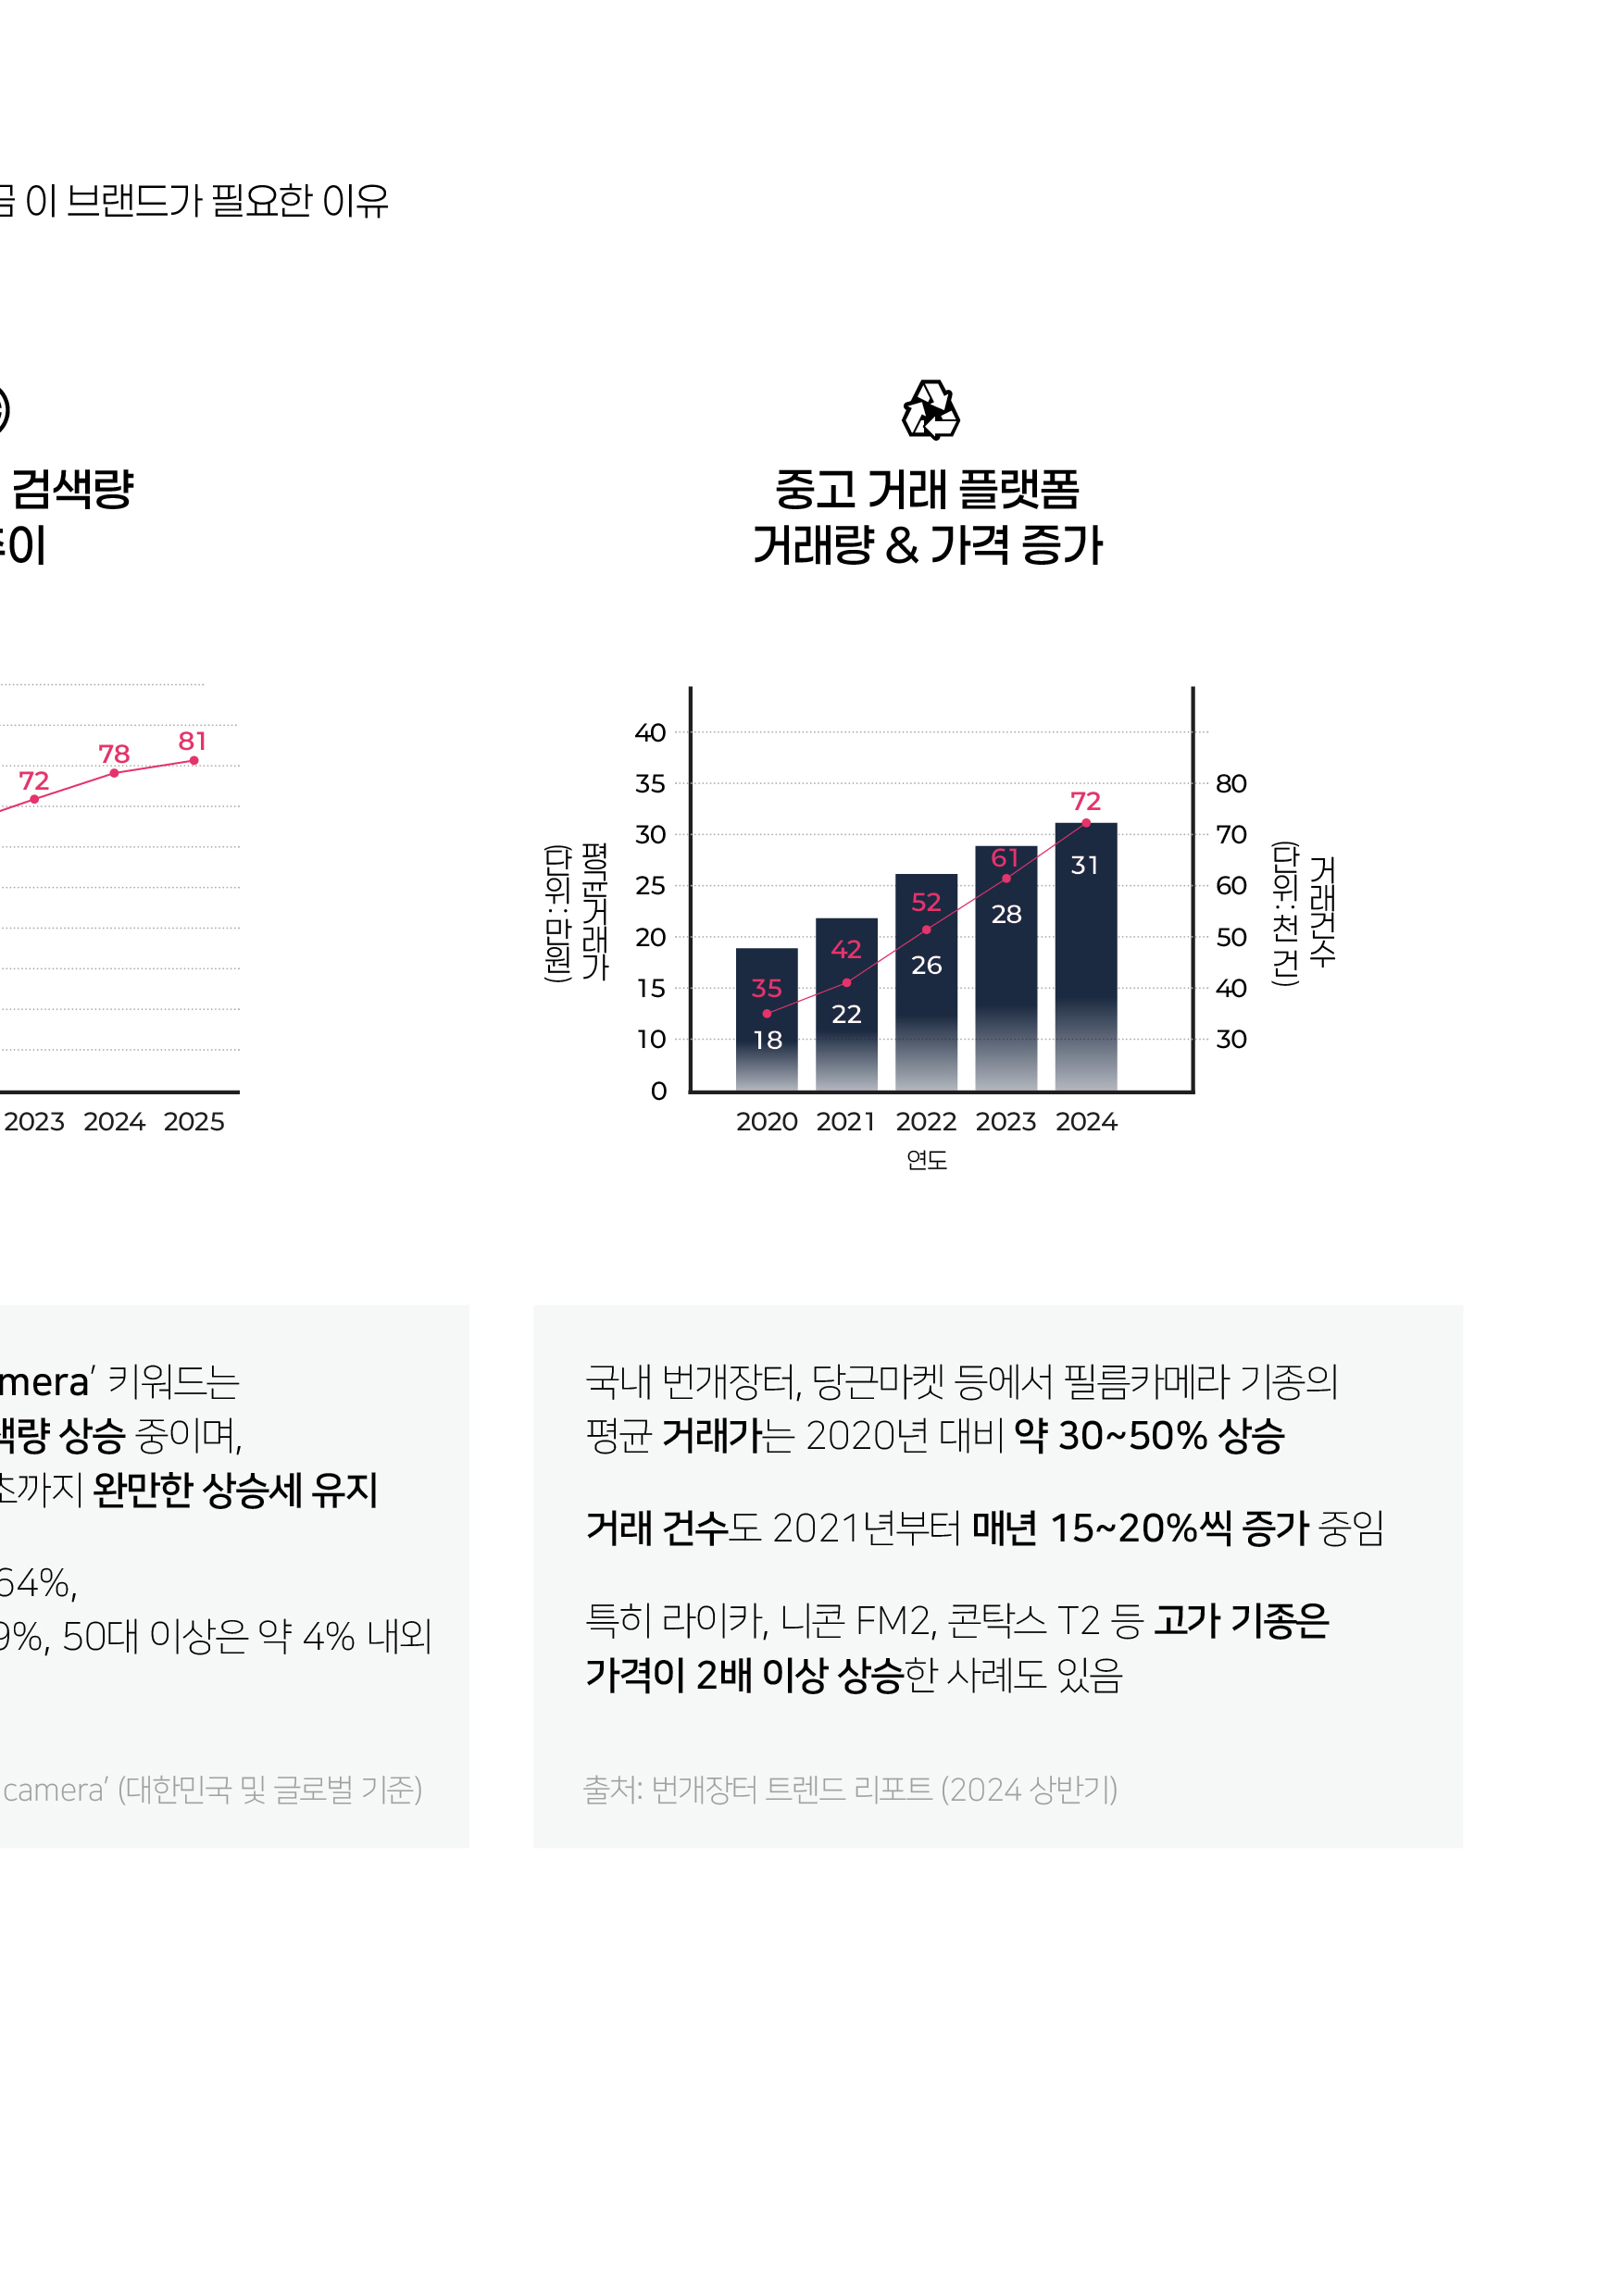 이 브랜드가 필요한 이유
검색량
이
81
78
72
2023 2024 2025
중고 거래 플랫폼
거래량 & 가격 증가
평균거래가
(단위:만원)
40
35
30
25
20
15
10
0
80
70
60
50
40
30
거래건수
(단위:천 건)
35
42
52
61
72
18
22
26
28
31
2020 2021 2022 2023 2024
연도
mera’ 키워드는
색량 상승 중이며,
초까지 완만한 상승세 유지
64%,
9%, 50대 이상은 약 4% 내외
camera’ (대한민국 및 글로벌 기준)
국내 번개장터, 당근마켓 등에서 필름카메라 기종의
평균 거래가는 2020년 대비 약 30~50% 상승
거래 건수도 2021년부터 매년 15~20%씩 증가 중임
특히 라이카, 니콘 FM2, 콘탁스 T2 등 고가 기종은
가격이 2배 이상 상승한 사례도 있음
출처: 번개장터 트렌드 리포트 (2024 상반기)